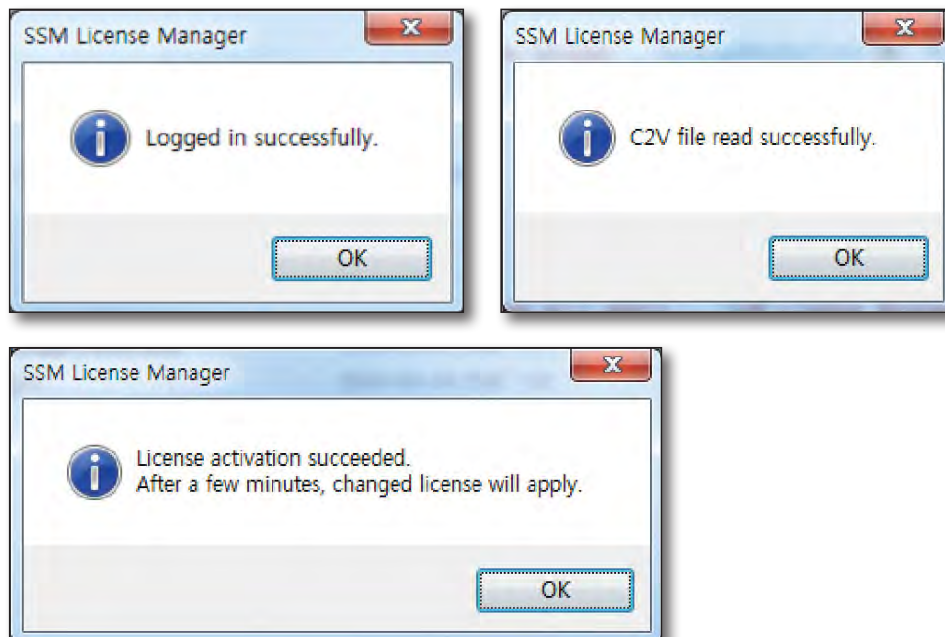 SSM License Manager
Logged in successfully.
OK
SSM License Manager
C2V file read successfully.
OK
SSM License Manager
License activation succeeded.
After a few minutes, changed license will apply.
OK